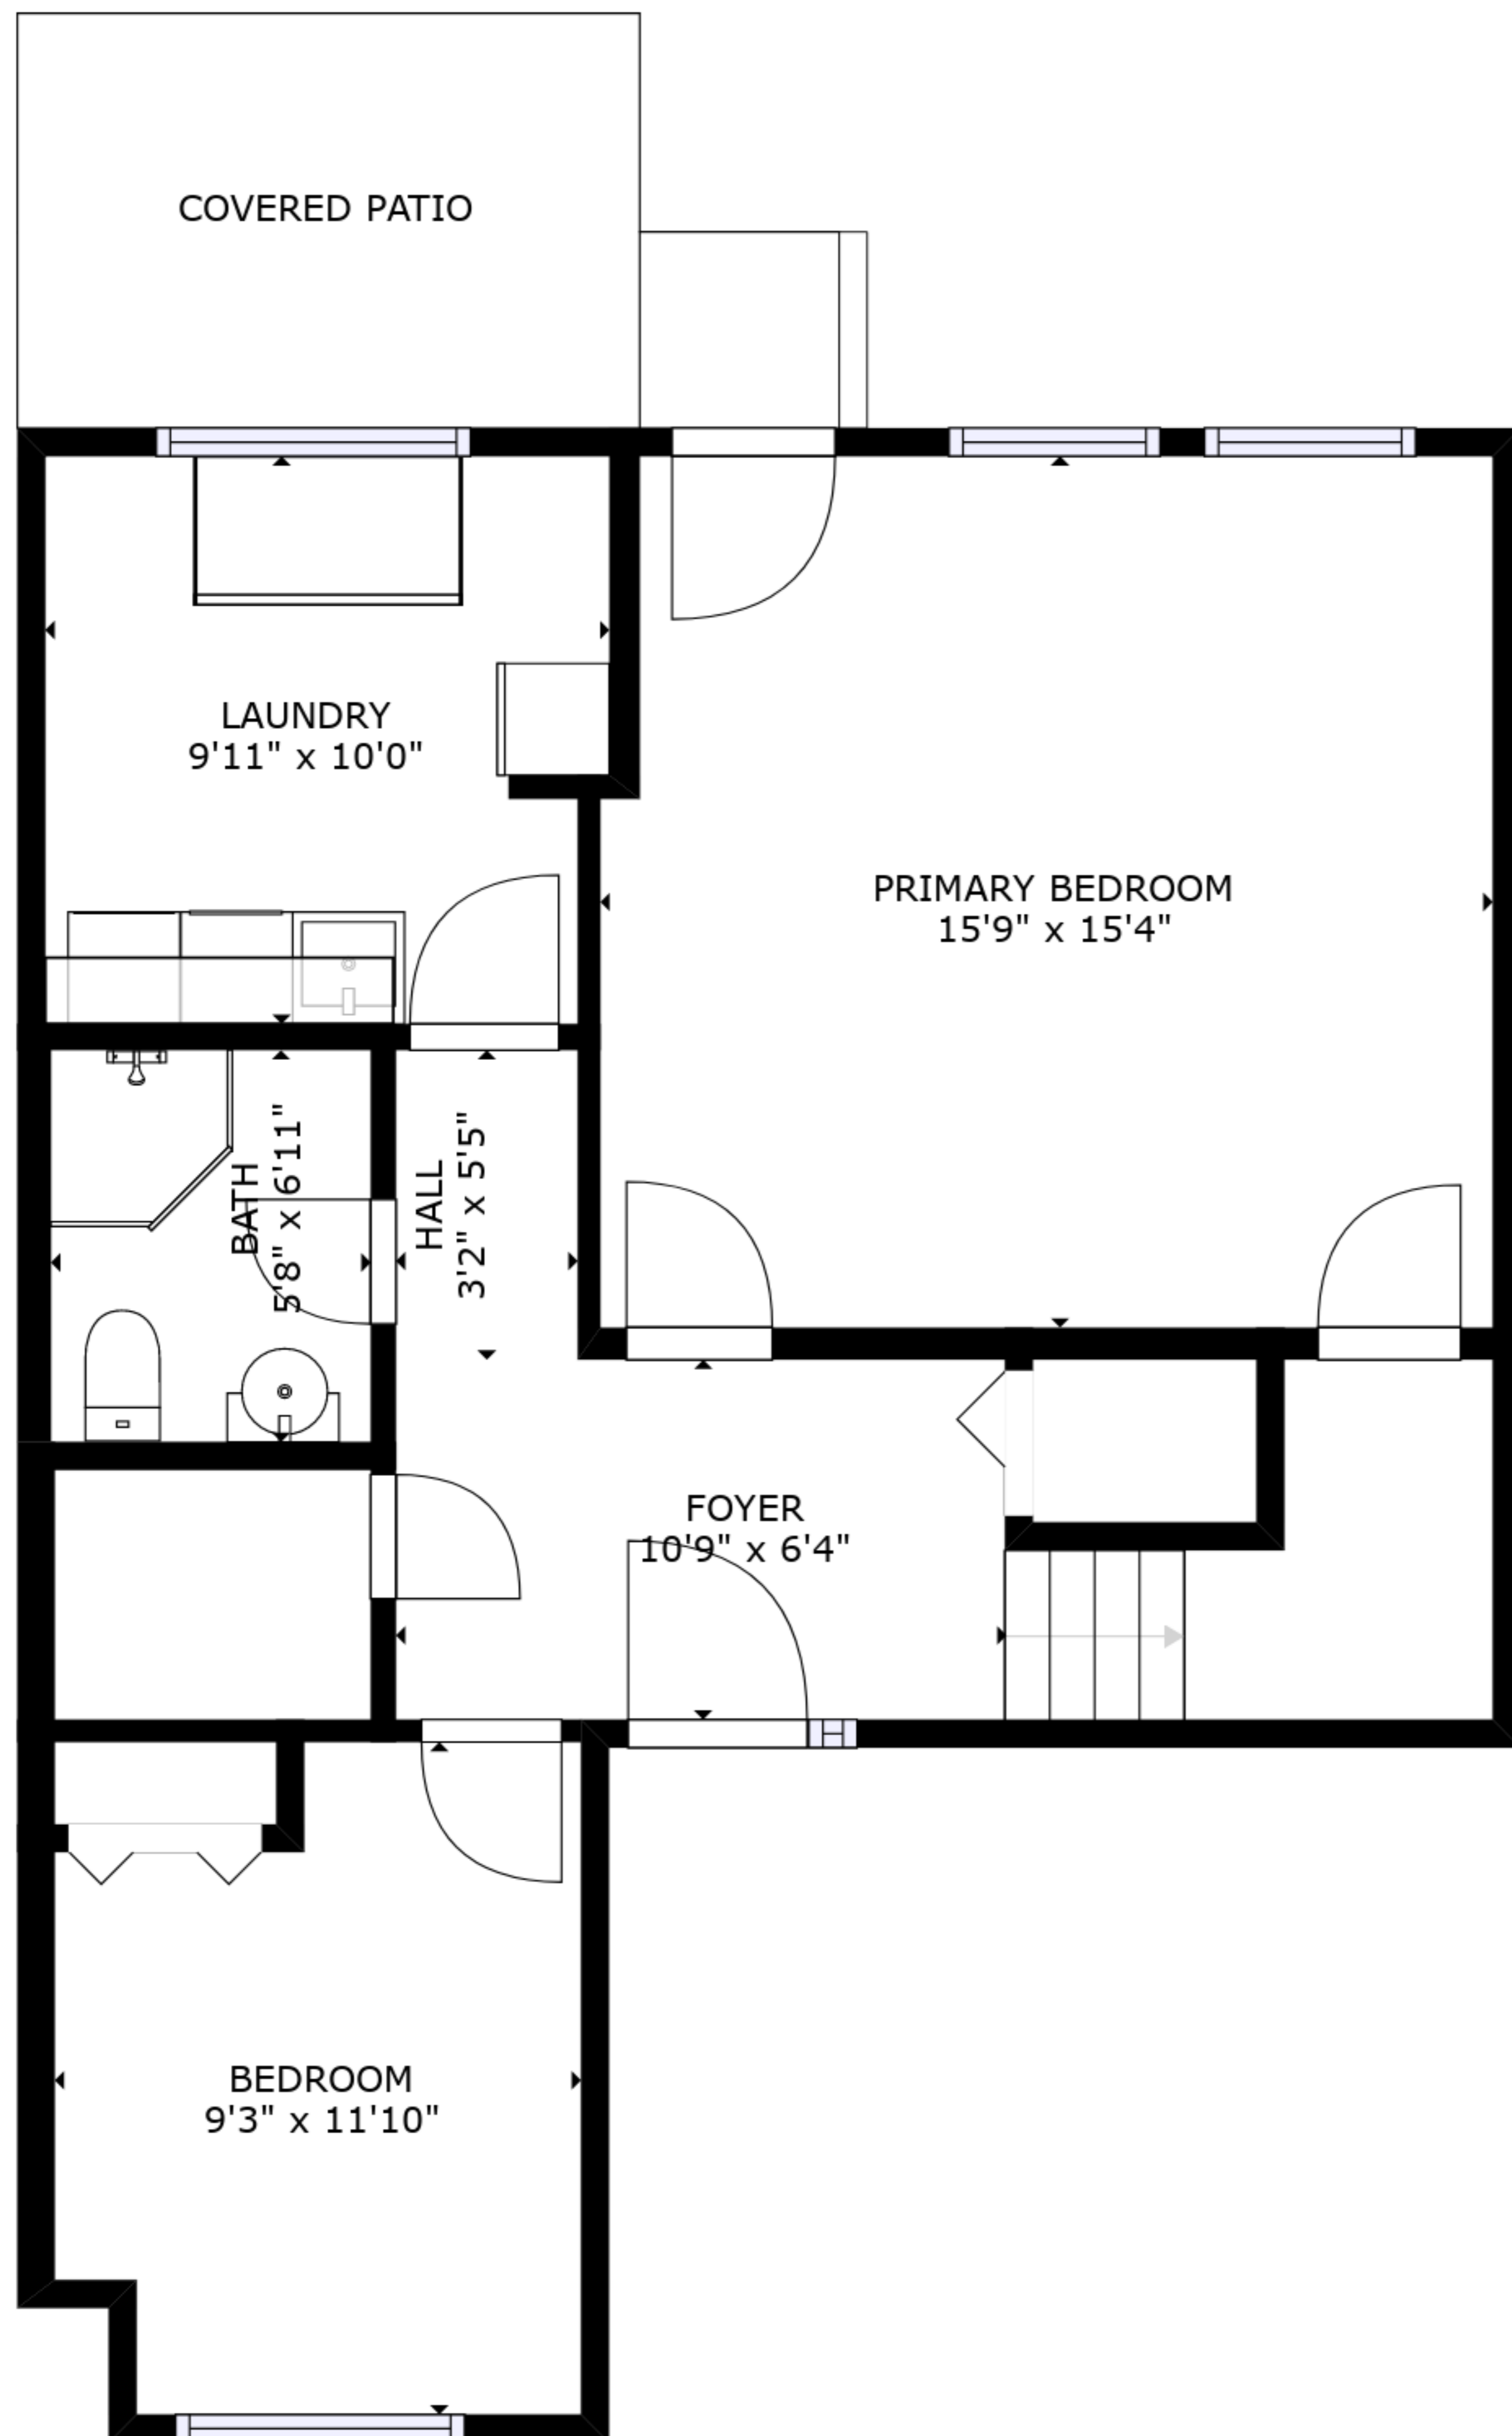 COVERED PATIO
LAUNDRY
9'11" x 10'0"
PRIMARY BEDROOM
15'9" x 15'4"
BATH
5'8" x 6'11"
HALL
3'2" x 5'5"
FOYER
10'9" x 6'4"
BEDROOM
9'3" x 11'10"